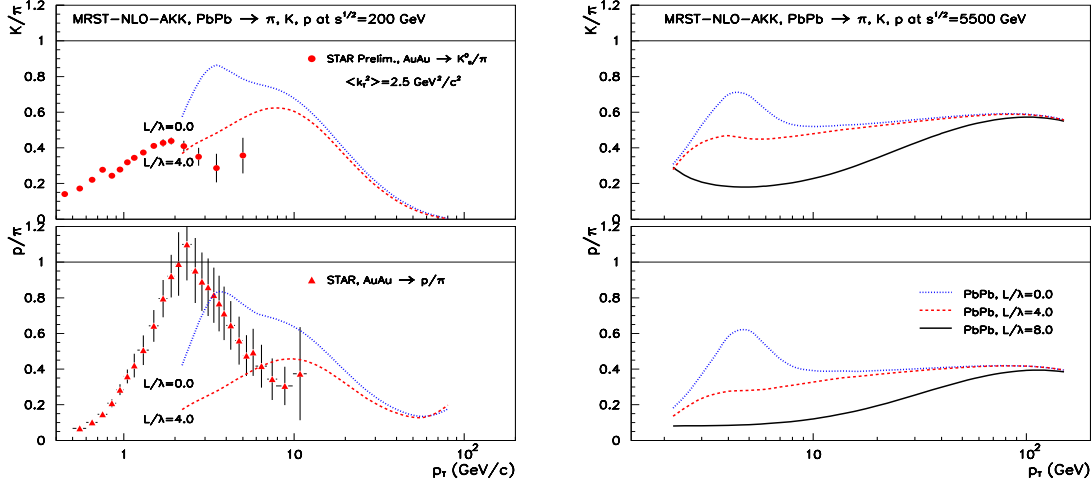 MRST-NLO-AKK, PbPb → π, K, p at s^1/2=200 GeV
K/π
1.2
1
0.8
0.6
0.4
0.2
0
STAR Prelim., AuAu → K⁰ₛ/π
<k_T²>=2.5 GeV²/c²
L/λ=0.0
L/λ=4.0
p/π
1.2
1
0.8
0.6
0.4
0.2
0
STAR, AuAu → p/π
L/λ=0.0
L/λ=4.0
1
10
10²
p_T (GeV/c)
MRST-NLO-AKK, PbPb → π, K, p at s^1/2=5500 GeV
K/π
1.2
1
0.8
0.6
0.4
0.2
0
p/π
1.2
1
0.8
0.6
0.4
0.2
0
PbPb, L/λ=0.0
PbPb, L/λ=4.0
PbPb, L/λ=8.0
10
10²
p_T (GeV)